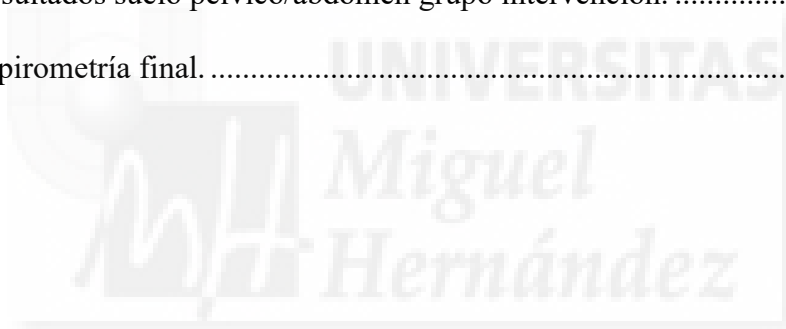 sultados suelo pélvico/abdomen grupo intervención. ..............
pirometría final. ......................................................................
UNIVERSITAS
Miguel
Hernández